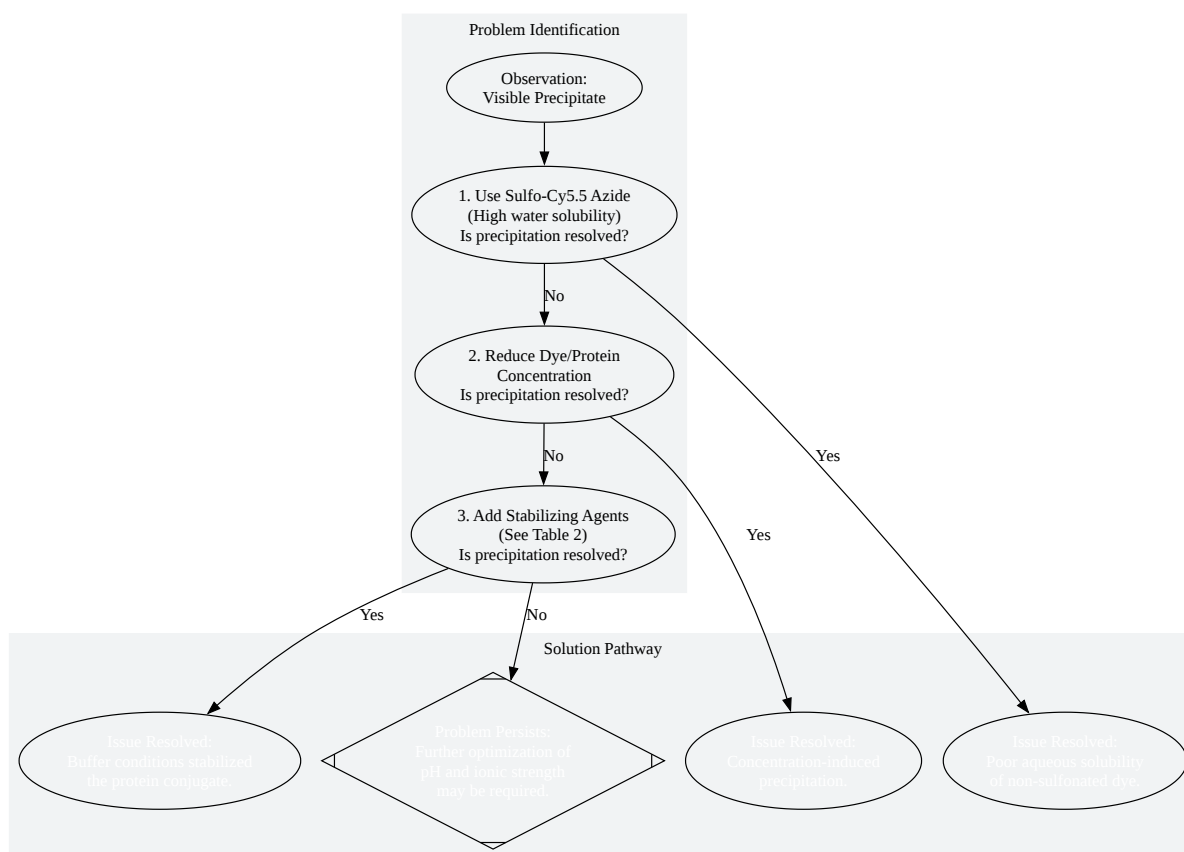 Problem Identification
Observation:
Visible Precipitate
1. Use Sulfo-Cy5.5 Azide
(High water solubility)
Is precipitation resolved?
No
2. Reduce Dye/Protein
Concentration
Is precipitation resolved?
No
Yes
3. Add Stabilizing Agents
(See Table 2)
Is precipitation resolved?
Yes
Yes
No
Solution Pathway
Issue Resolved:
Buffer conditions stabilized
the protein conjugate.
Problem Persists:
Further optimization of
pH and ionic strength
may be required.
Issue Resolved:
Concentration-induced
precipitation.
Issue Resolved:
Poor aqueous solubility
of non-sulfonated dye.